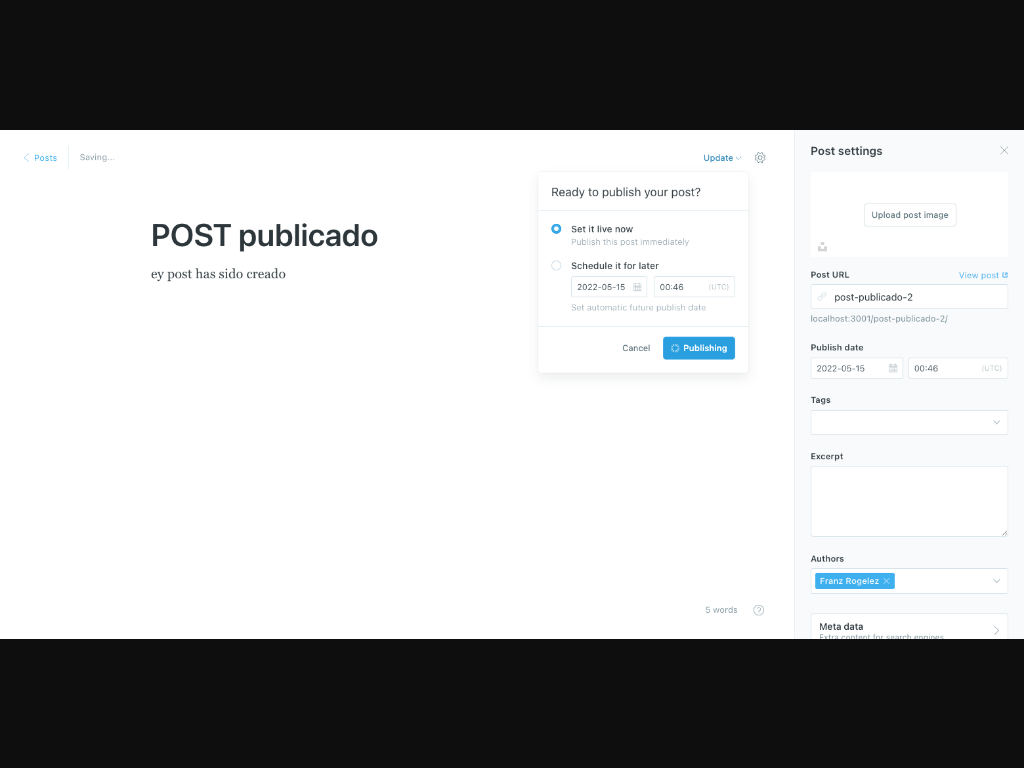 Posts
Saving...
Update
POST publicado
ey post has sido creado
Ready to publish your post?
Set it live now
Publish this post immediately
Schedule it for later
2022-05-15
00:46
(UTC)
Set automatic future publish date
Cancel
Publishing
5 words
?
Post settings
Upload post image
Post URL
View post
post-publicado-2
localhost:3001/post-publicado-2/
Publish date
2022-05-15
00:46
(UTC)
Tags
Excerpt
Authors
Franz Rogelez
Meta data
Extra content for search engines